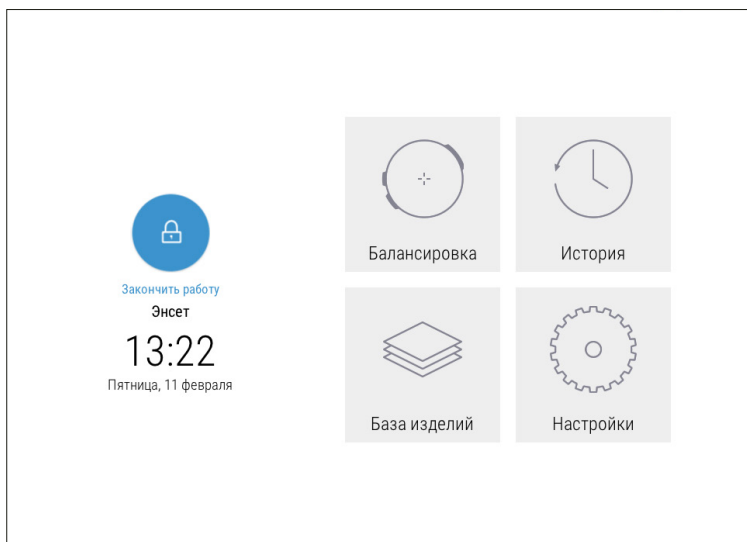 Закончить работу
Энсет
13:22
Пятница, 11 февраля
Балансировка
История
База изделий
Настройки